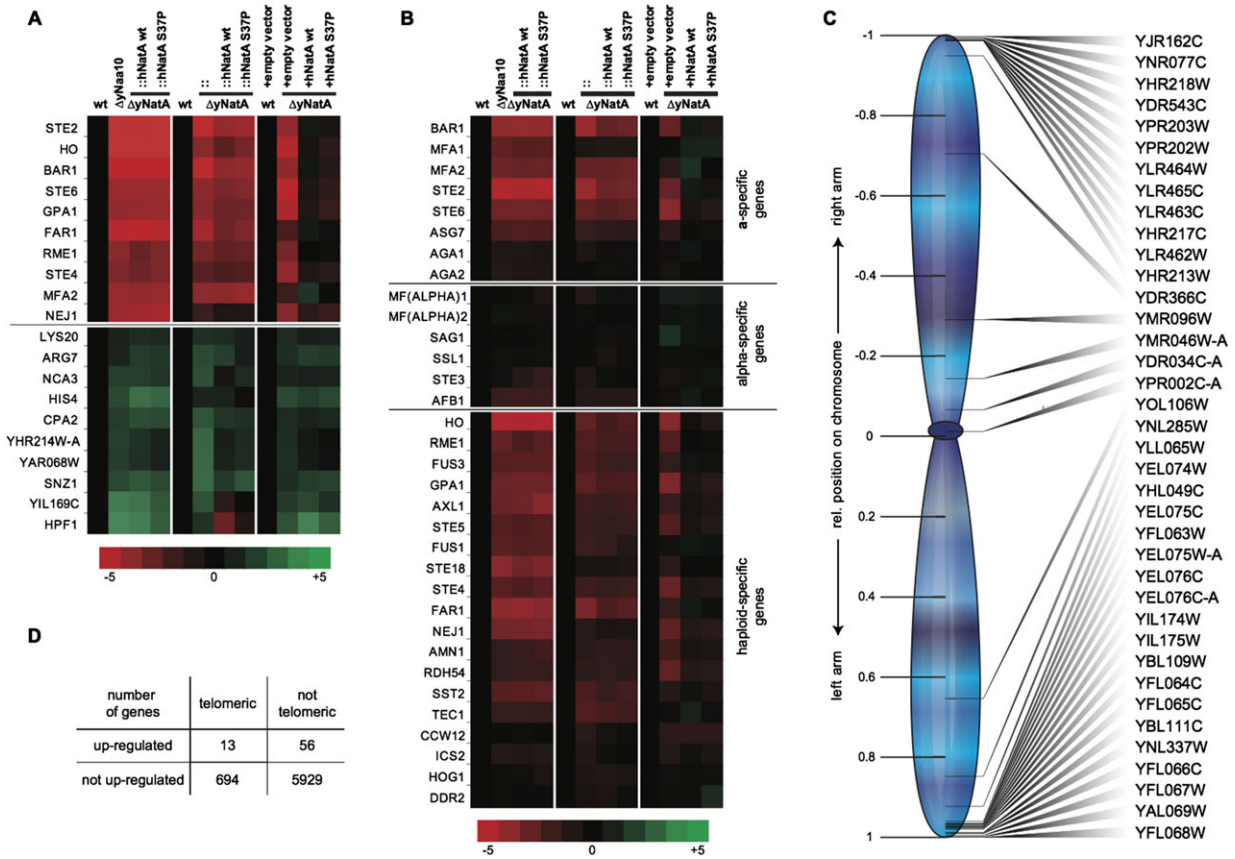 A
wt
ΔyNaa10
::hNatA wt
::hNatA S37P
ΔyNatA
wt
::
::hNatA wt
::hNatA S37P
ΔyNatA
wt
+empty vector
+empty vector
+hNatA wt
+hNatA S37P
ΔyNatA
STE2
HO
BAR1
STE6
GPA1
FAR1
RME1
STE4
MFA2
NEJ1
LYS20
ARG7
NCA3
HIS4
CPA2
YHR214W-A
YAR068W
SNZ1
YIL169C
HPF1
-5 0 +5
B
wt
ΔyNaa10
::hNatA wt
::hNatA S37P
ΔyNatA
wt
::
::hNatA wt
::hNatA S37P
ΔyNatA
wt
+empty vector
+empty vector
+hNatA wt
+hNatA S37P
ΔyNatA
BAR1
MFA1
MFA2
STE2
STE6
ASG7
AGA1
AGA2
a-specific
genes
MF(ALPHA)1
MF(ALPHA)2
SAG1
SSL1
STE3
AFB1
alpha-specific
genes
HO
RME1
FUS3
GPA1
AXL1
STE5
FUS1
STE18
STE4
FAR1
NEJ1
AMN1
RDH54
SST2
TEC1
CCW12
ICS2
HOG1
DDR2
haploid-specific
genes
-5 0 +5
C
right arm
rel. position on chromosome
left arm
-1
-0.8
-0.6
-0.4
-0.2
0
0.2
0.4
0.6
0.8
1
YJR162C
YNR077C
YHR218W
YDR543C
YPR203W
YPR202W
YLR464W
YLR465C
YLR463C
YHR217C
YLR462W
YHR213W
YDR366C
YMR096W
YMR046W-A
YDR034C-A
YPR002C-A
YOL106W
YNL285W
YLL065W
YEL074W
YHL049C
YEL075C
YFL063W
YEL075W-A
YEL076C
YEL076C-A
YIL174W
YIL175W
YBL109W
YFL064C
YFL065C
YBL111C
YNL337W
YFL066C
YFL067W
YAL069W
YFL068W
D
number
of genes
telomeric
not
telomeric
up-regulated 13 56
not up-regulated 694 5929